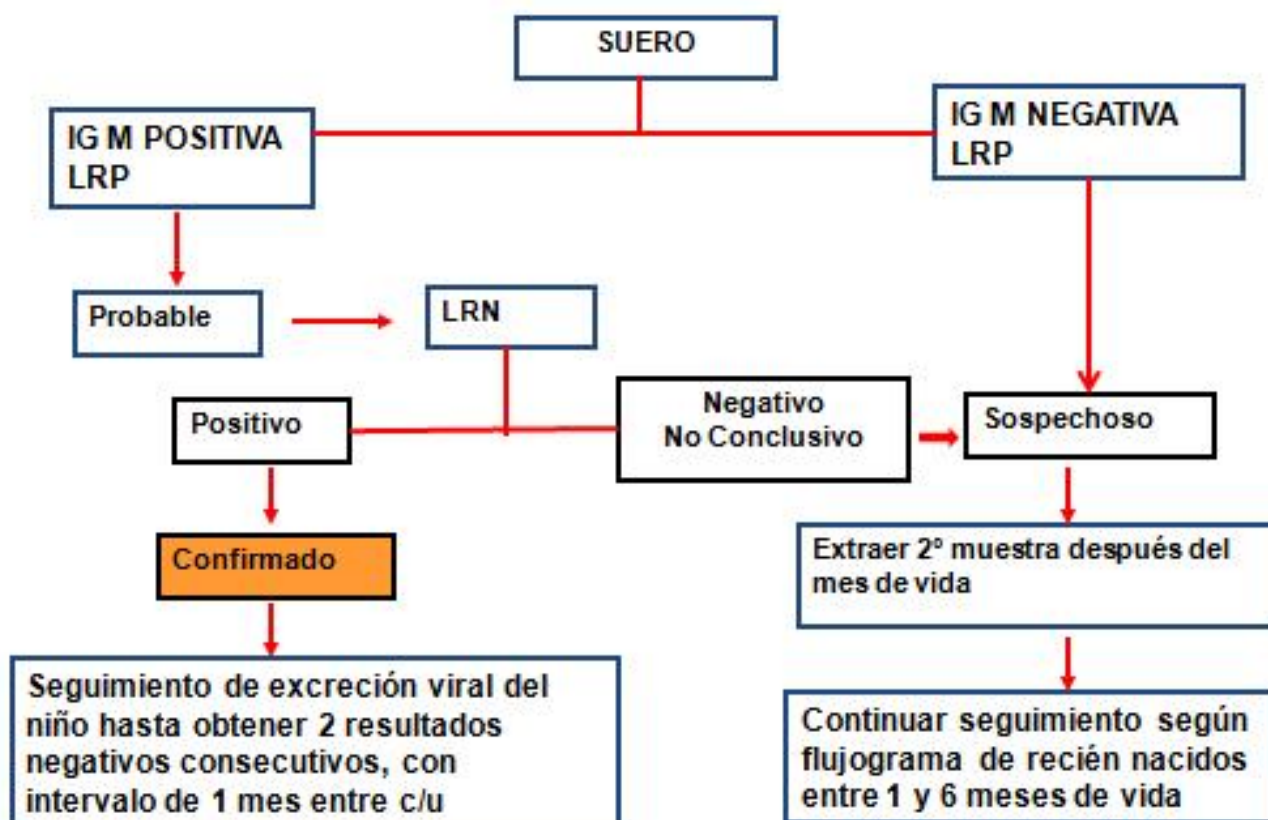 SUERO
IG M POSITIVA
LRP
IG M NEGATIVA
LRP
Probable
LRN
Positivo
Negativo
No Conclusivo
Sospechoso
Confirmado
Extraer 2º muestra después del
mes de vida
Seguimiento de excreción viral del
niño hasta obtener 2 resultados
negativos consecutivos, con
intervalo de 1 mes entre c/u
Continuar seguimiento según
flujograma de recién nacidos
entre 1 y 6 meses de vida